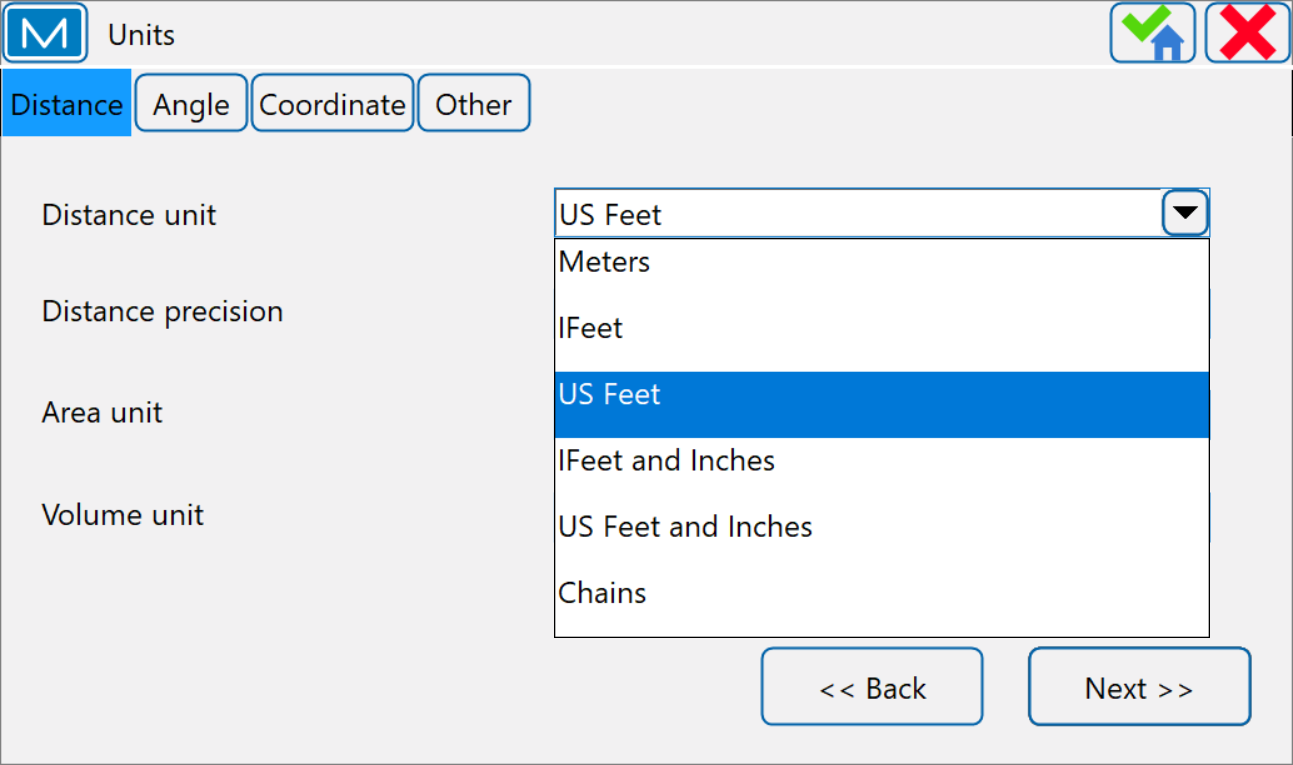 M Units
Distance Angle Coordinate Other
Distance unit US Feet
Meters
Distance precision
IFeet
US Feet
Area unit
IFeet and Inches
Volume unit
US Feet and Inches
Chains
<< Back Next >>